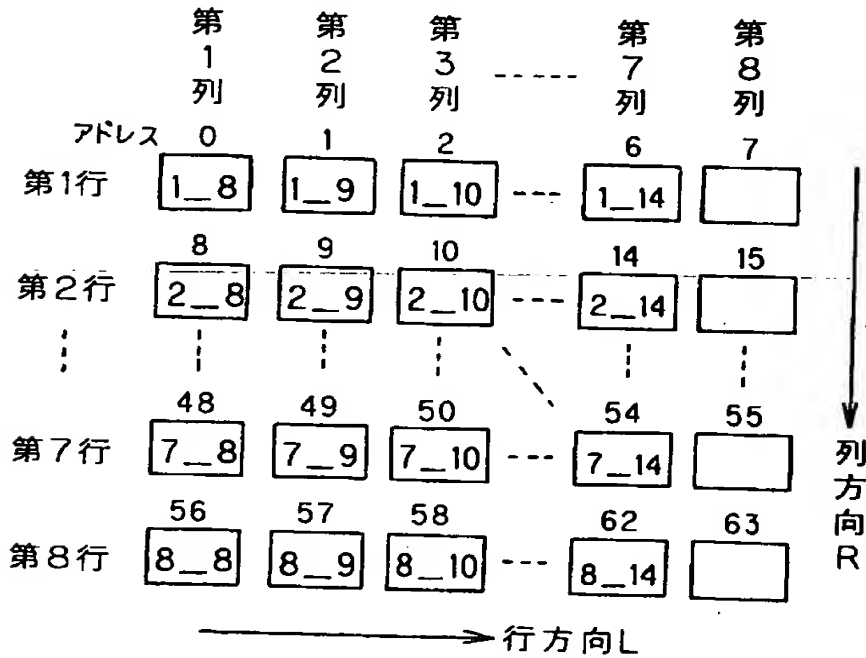 第1列 第2列 第3列 ----- 第7列 第8列
アドレス 0 1 2 6 7
第1行 1_8 1_9 1_10 --- 1_14
8 9 10 14 15
第2行 2_8 2_9 2_10 ---- 2_14
48 49 50 54 55
第7行 7_8 7_9 7_10 --- 7_14
56 57 58 62 63
第8行 8_8 8_9 8_10 --- 8_14
列方向R
行方向L